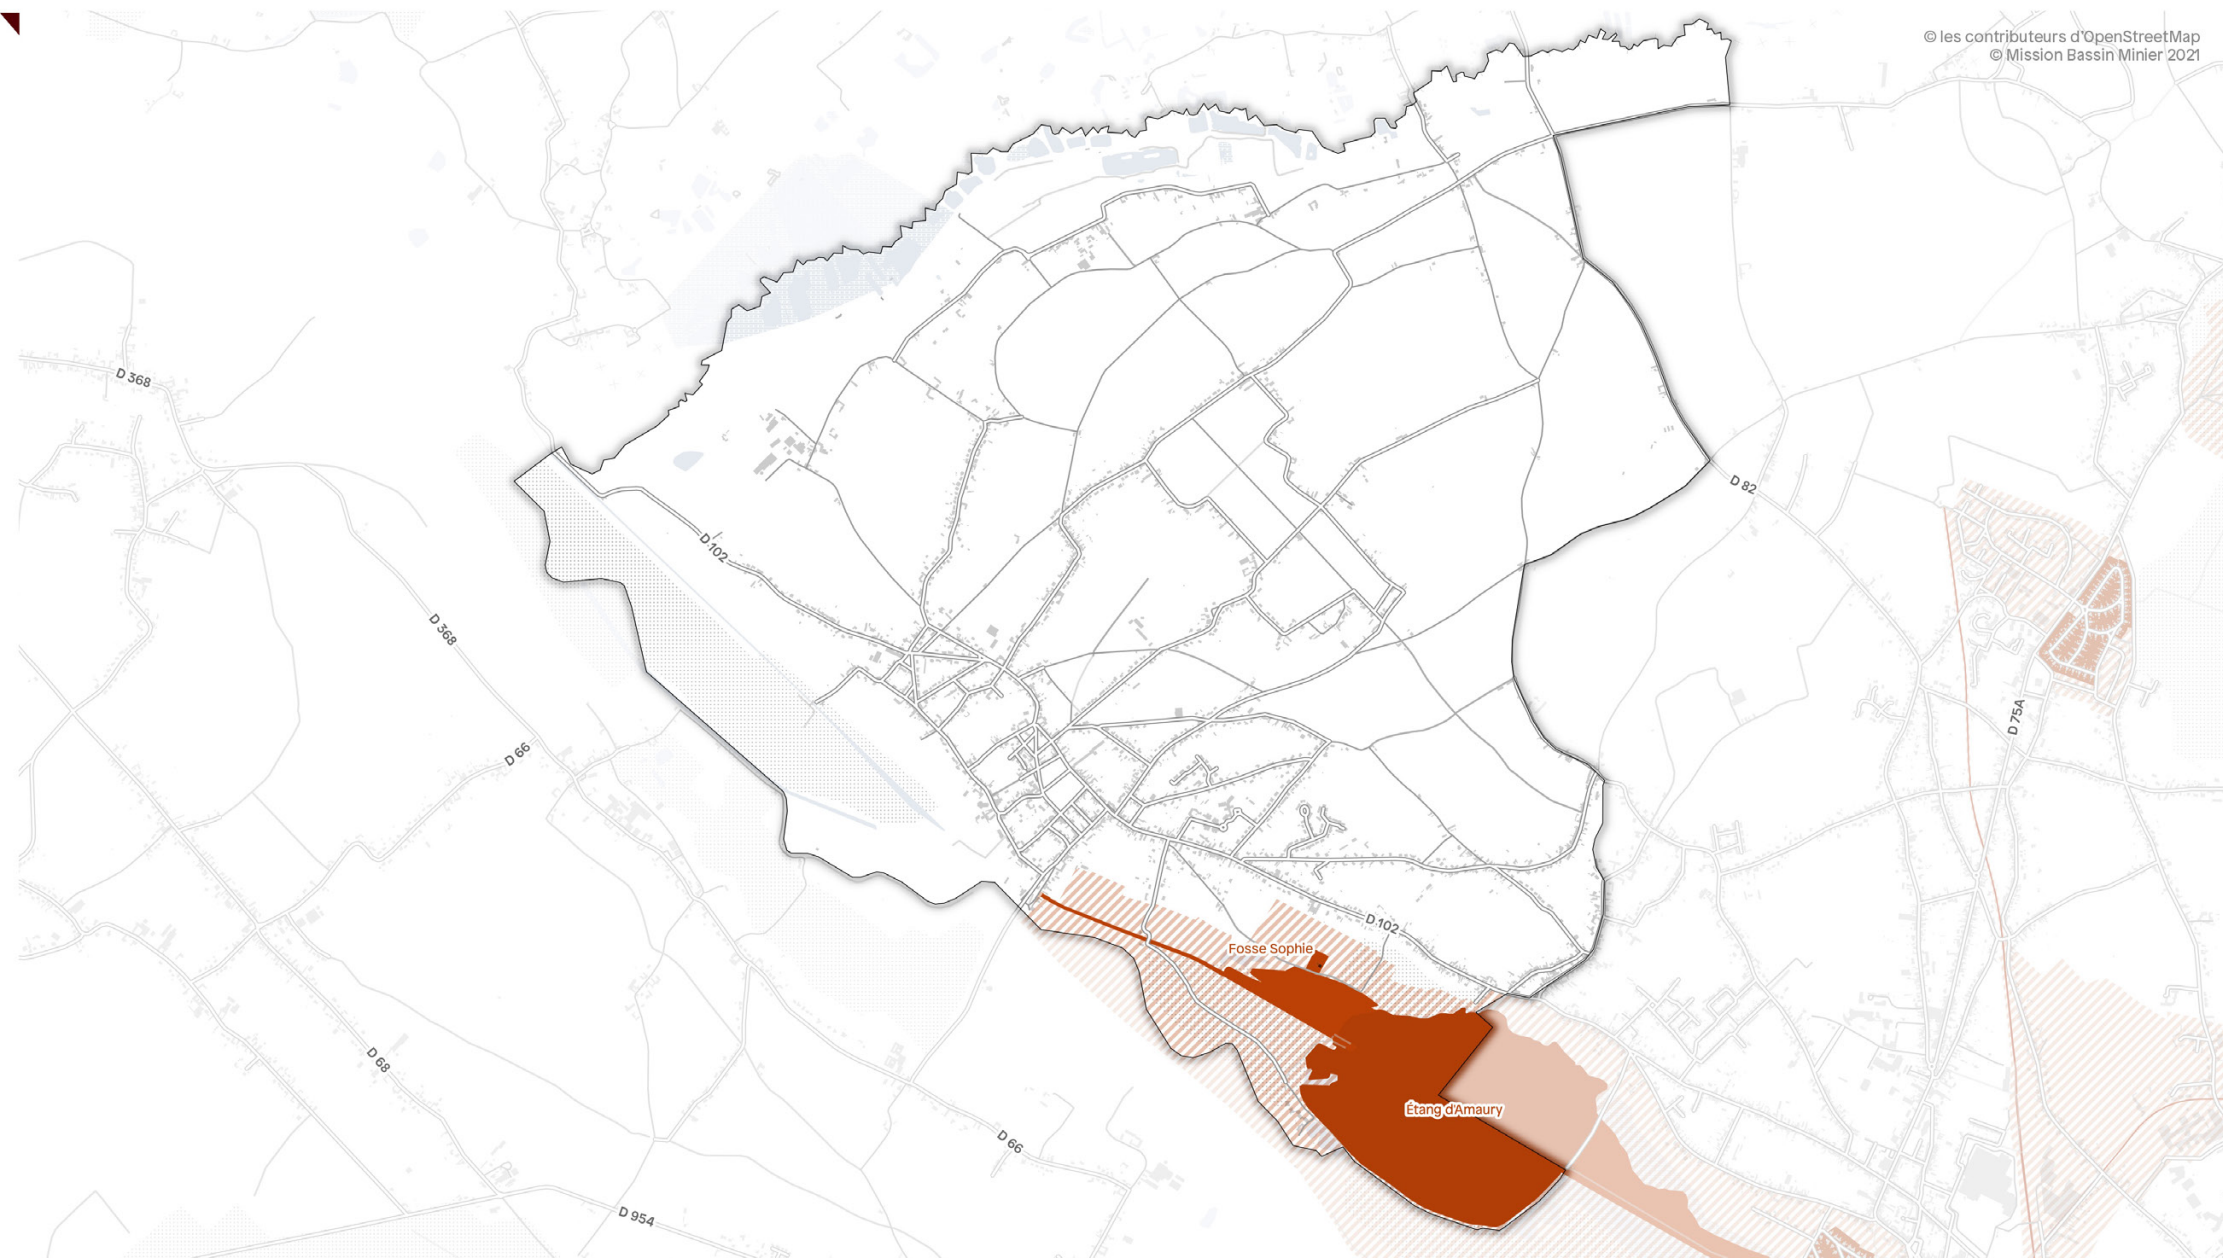 © les contributeurs d'OpenStreetMap
© Mission Bassin Minier 2021
D 368
D 82
D 102
D 368
D 75A
D 66
D 102
Fosse Sophie
D 68
Étang d'Amaury
D 66
D 954